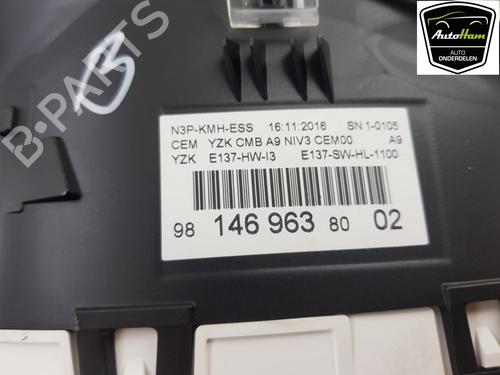 AutoHam
AUTO
ONDERDELEN
B-PARTS
B
N3P-KMH-ESS 16:11:2016 SN 1-0105
CEM YZK CMB A9 NIV3 CEM00 A9
YZK E137-HW-I3 E137-SW-HL-1100
98 146 963 80 02